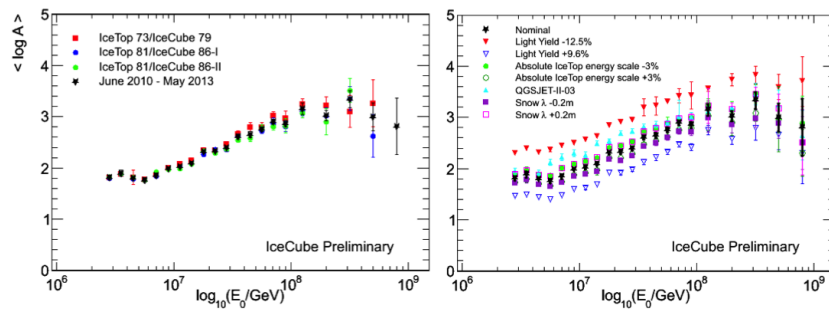 < log A >
5
4
3
2
1
0
IceTop 73/IceCube 79
IceTop 81/IceCube 86-I
IceTop 81/IceCube 86-II
June 2010 - May 2013
IceCube Preliminary
10⁶
10⁷
10⁸
10⁹
log₁₀(E₀/GeV)
5
4
3
2
1
0
Nominal
Light Yield -12.5%
Light Yield +9.6%
Absolute IceTop energy scale -3%
Absolute IceTop energy scale +3%
QGSJET-II-03
Snow λ -0.2m
Snow λ +0.2m
IceCube Preliminary
10⁶
10⁷
10⁸
10⁹
log₁₀(E₀/GeV)